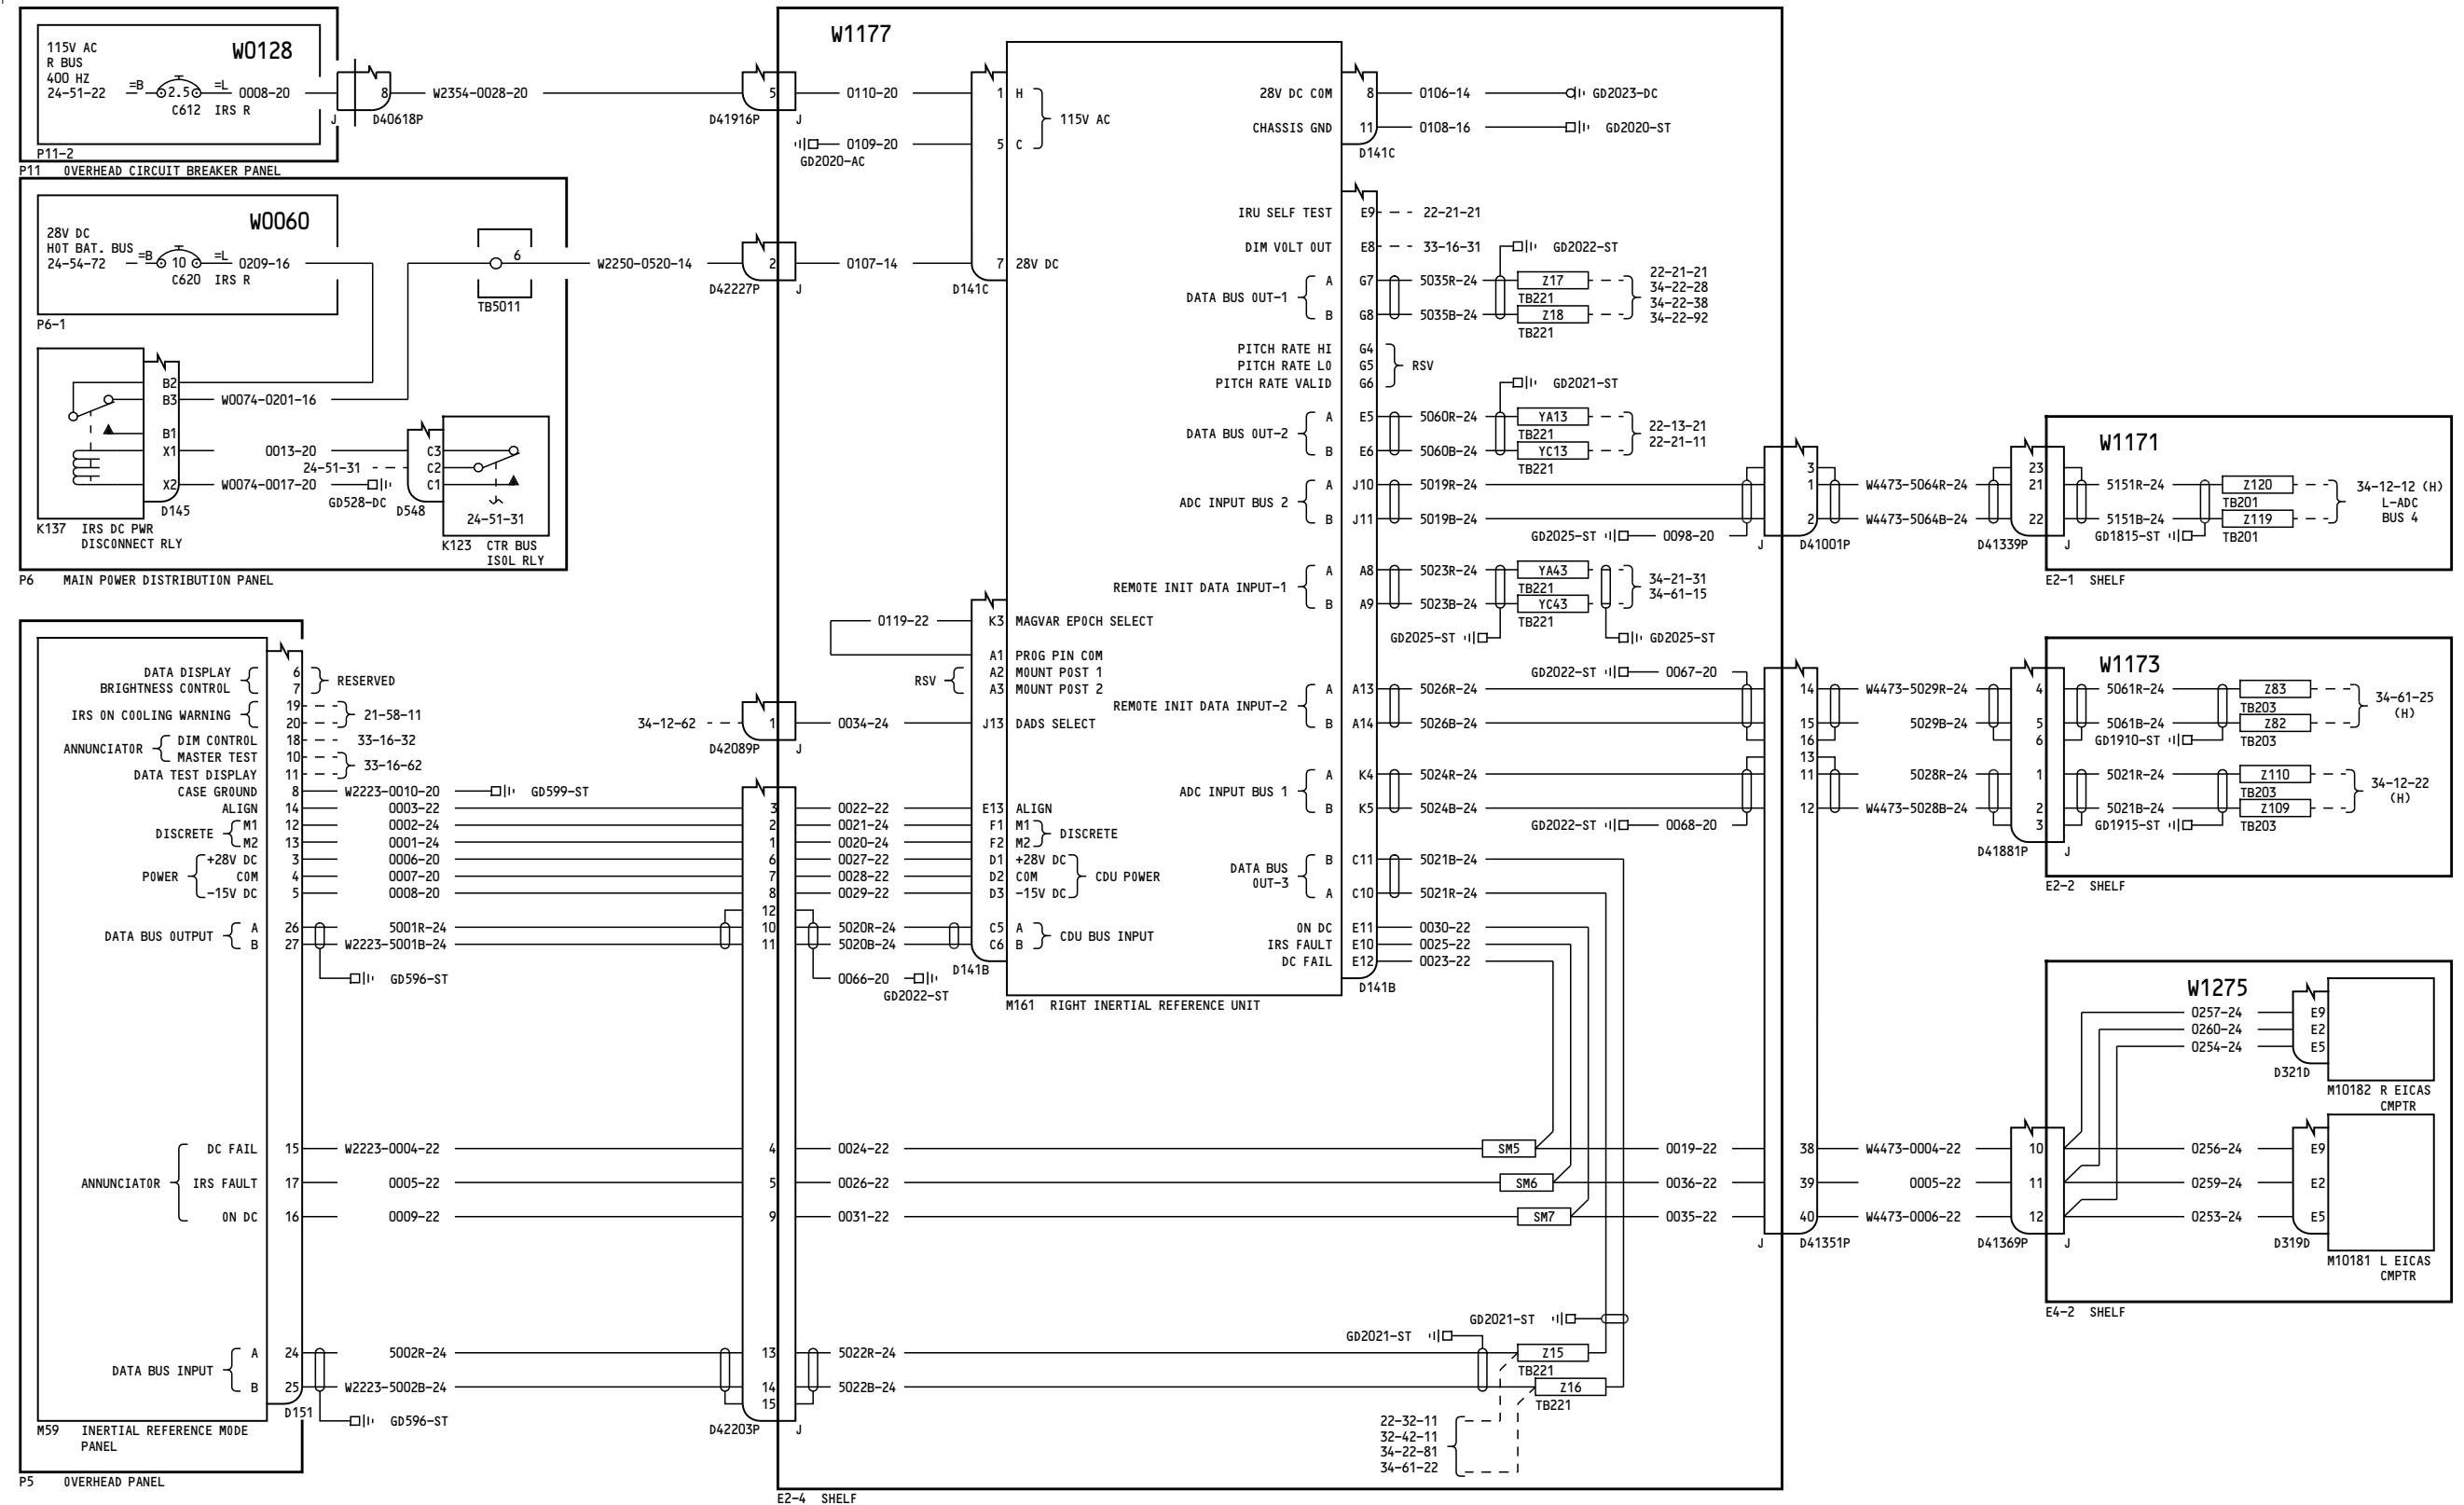 115V AC
R BUS
400 HZ
24-51-22
=B
2.5
=L
0008-20
C612 IRS R
W0128
P11-2
P11 OVERHEAD CIRCUIT BREAKER PANEL
J
8
D40618P
W2354-0028-20
W0060
28V DC
HOT BAT. BUS
24-54-72
=B
10
=L
0209-16
C620 IRS R
P6-1
6
TB5011
W2250-0520-14
B2
B3
W0074-0201-16
B1
X1
0013-20
24-51-31
X2
W0074-0017-20
GD528-DC
D145
K137 IRS DC PWR
DISCONNECT RLY
C3
C2
C1
D548
24-51-31
K123 CTR BUS
ISOL RLY
P6 MAIN POWER DISTRIBUTION PANEL
DATA DISPLAY
BRIGHTNESS CONTROL
6
7
RESERVED
IRS ON COOLING WARNING
19
20
21-58-11
ANNUNCIATOR
DIM CONTROL
18
33-16-32
MASTER TEST
10
DATA TEST DISPLAY
11
33-16-62
CASE GROUND
8
W2223-0010-20
GD599-ST
ALIGN
14
0003-22
DISCRETE
M1
12
0002-24
M2
13
0001-24
POWER
+28V DC
3
0006-20
COM
4
0007-20
-15V DC
5
0008-20
DATA BUS OUTPUT
A
26
5001R-24
B
27
W2223-5001B-24
GD596-ST
ANNUNCIATOR
DC FAIL
15
W2223-0004-22
IRS FAULT
17
0005-22
ON DC
16
0009-22
DATA BUS INPUT
A
24
5002R-24
B
25
W2223-5002B-24
D151
GD596-ST
M59 INERTIAL REFERENCE MODE
PANEL
P5 OVERHEAD PANEL
W1177
5
D41916P
J
0110-20
1 H
115V AC
0109-20
5 C
GD2020-AC
2
D42227P
J
0107-14
7 28V DC
D141C
0119-22
K3 MAGVAR EPOCH SELECT
A1 PROG PIN COM
RSV
A2 MOUNT POST 1
A3 MOUNT POST 2
34-12-62
1
D42089P
J
0034-24
J13 DADS SELECT
3
0022-22
E13 ALIGN
2
0021-24
F1 M1
DISCRETE
1
0020-24
F2 M2
6
0027-22
D1 +28V DC
7
0028-22
D2 COM
CDU POWER
8
0029-22
D3 -15V DC
12
10
5020R-24
C5 A
CDU BUS INPUT
11
5020B-24
C6 B
D141B
0066-20
GD2022-ST
M161 RIGHT INERTIAL REFERENCE UNIT
4
0024-22
5
0026-22
9
0031-22
13
5022R-24
14
5022B-24
15
D42203P
J
28V DC COM
8
0106-14
GD2023-DC
CHASSIS GND
11
0108-16
GD2020-ST
D141C
IRU SELF TEST
E9
22-21-21
DIM VOLT OUT
E8
33-16-31
GD2022-ST
DATA BUS OUT-1
A
G7
5035R-24
Z17
TB221
B
G8
5035B-24
Z18
TB221
22-21-21
34-22-28
34-22-38
34-22-92
PITCH RATE HI
G4
PITCH RATE LO
G5
RSV
PITCH RATE VALID
G6
GD2021-ST
DATA BUS OUT-2
A
E5
5060R-24
YA13
TB221
B
E6
5060B-24
YC13
TB221
22-13-21
22-21-11
ADC INPUT BUS 2
A
J10
5019R-24
B
J11
5019B-24
GD2025-ST
0098-20
REMOTE INIT DATA INPUT-1
A
A8
5023R-24
YA43
TB221
B
A9
5023B-24
YC43
TB221
34-21-31
34-61-15
GD2025-ST
GD2025-ST
GD2022-ST
0067-20
REMOTE INIT DATA INPUT-2
A
A13
5026R-24
B
A14
5026B-24
ADC INPUT BUS 1
A
K4
5024R-24
B
K5
5024B-24
GD2022-ST
0068-20
DATA BUS
OUT-3
B
C11
5021B-24
A
C10
5021R-24
ON DC
E11
0030-22
IRS FAULT
E10
0025-22
DC FAIL
E12
0023-22
D141B
SM5
0019-22
SM6
0036-22
SM7
0035-22
GD2021-ST
GD2021-ST
Z15
TB221
Z16
TB221
22-32-11
32-42-11
34-22-81
34-61-22
E2-4 SHELF
3
1
2
J
D41001P
W4473-5064R-24
W4473-5064B-24
14
15
16
13
11
12
38
39
40
J
D41351P
W4473-5029R-24
5029B-24
5028R-24
W4473-5028B-24
W4473-0004-22
0005-22
W4473-0006-22
W1171
23
21
22
D41339P
J
5151R-24
Z120
TB201
5151B-24
Z119
TB201
GD1815-ST
34-12-12 (H)
L-ADC
BUS 4
E2-1 SHELF
W1173
4
5061R-24
Z83
TB203
5
5061B-24
Z82
6
GD1910-ST
TB203
34-61-25
(H)
1
5021R-24
Z110
TB203
2
5021B-24
Z109
3
GD1915-ST
TB203
34-12-22
(H)
D41881P
J
E2-2 SHELF
W1275
0257-24
E9
0260-24
E2
0254-24
E5
D321D
M10182 R EICAS
CMPTR
10
0256-24
E9
11
0259-24
E2
12
0253-24
E5
D41369P
J
D319D
M10181 L EICAS
CMPTR
E4-2 SHELF